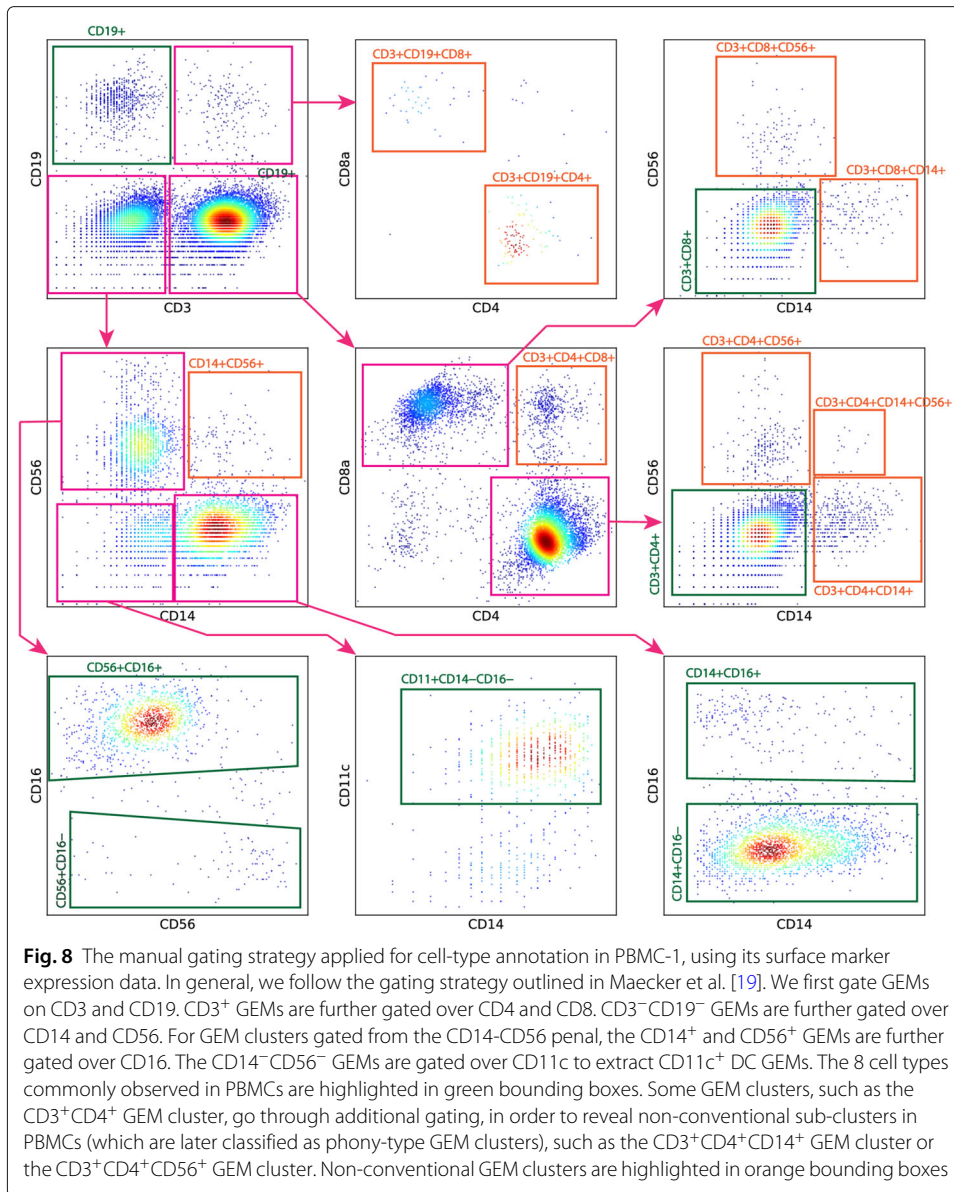 CD19+
CD19+
CD19
CD3
CD3+CD19+CD8+
CD3+CD19+CD4+
CD8a
CD4
CD3+CD8+CD56+
CD3+CD8+CD14+
CD3+CD8+
CD56
CD14
CD14+CD56+
CD56
CD14
CD3+CD4+CD8+
CD8a
CD4
CD3+CD4+CD56+
CD3+CD4+CD14+CD56+
CD3+CD4+
CD3+CD4+CD14+
CD56
CD14
CD56+CD16+
CD56+CD16−
CD16
CD56
CD11+CD14−CD16−
CD11c
CD14
CD14+CD16+
CD14+CD16−
CD16
CD14
Fig. 8 The manual gating strategy applied for cell-type annotation in PBMC-1, using its surface marker
expression data. In general, we follow the gating strategy outlined in Maecker et al. [19]. We first gate GEMs
on CD3 and CD19. CD3⁺ GEMs are further gated over CD4 and CD8. CD3⁻CD19⁻ GEMs are further gated over
CD14 and CD56. For GEM clusters gated from the CD14-CD56 penal, the CD14⁺ and CD56⁺ GEMs are further
gated over CD16. The CD14⁻CD56⁻ GEMs are gated over CD11c to extract CD11c⁺ DC GEMs. The 8 cell types
commonly observed in PBMCs are highlighted in green bounding boxes. Some GEM clusters, such as the
CD3⁺CD4⁺ GEM cluster, go through additional gating, in order to reveal non-conventional sub-clusters in
PBMCs (which are later classified as phony-type GEM clusters), such as the CD3⁺CD4⁺CD14⁺ GEM cluster or
the CD3⁺CD4⁺CD56⁺ GEM cluster. Non-conventional GEM clusters are highlighted in orange bounding boxes